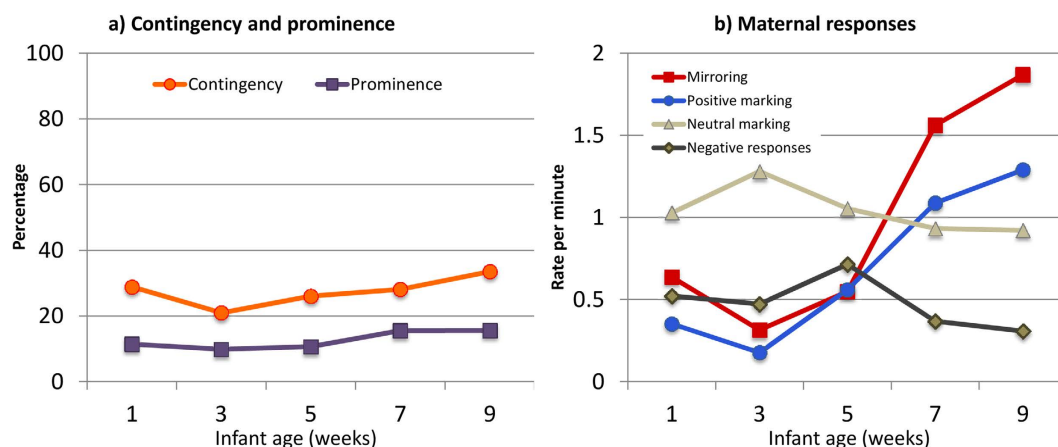 a) Contingency and prominence
100
80
60
40
20
0
Percentage
Contingency
Prominence
1 3 5 7 9
Infant age (weeks)
b) Maternal responses
2
1.5
1
0.5
0
Rate per minute
Mirroring
Positive marking
Neutral marking
Negative responses
1 3 5 7 9
Infant age (weeks)